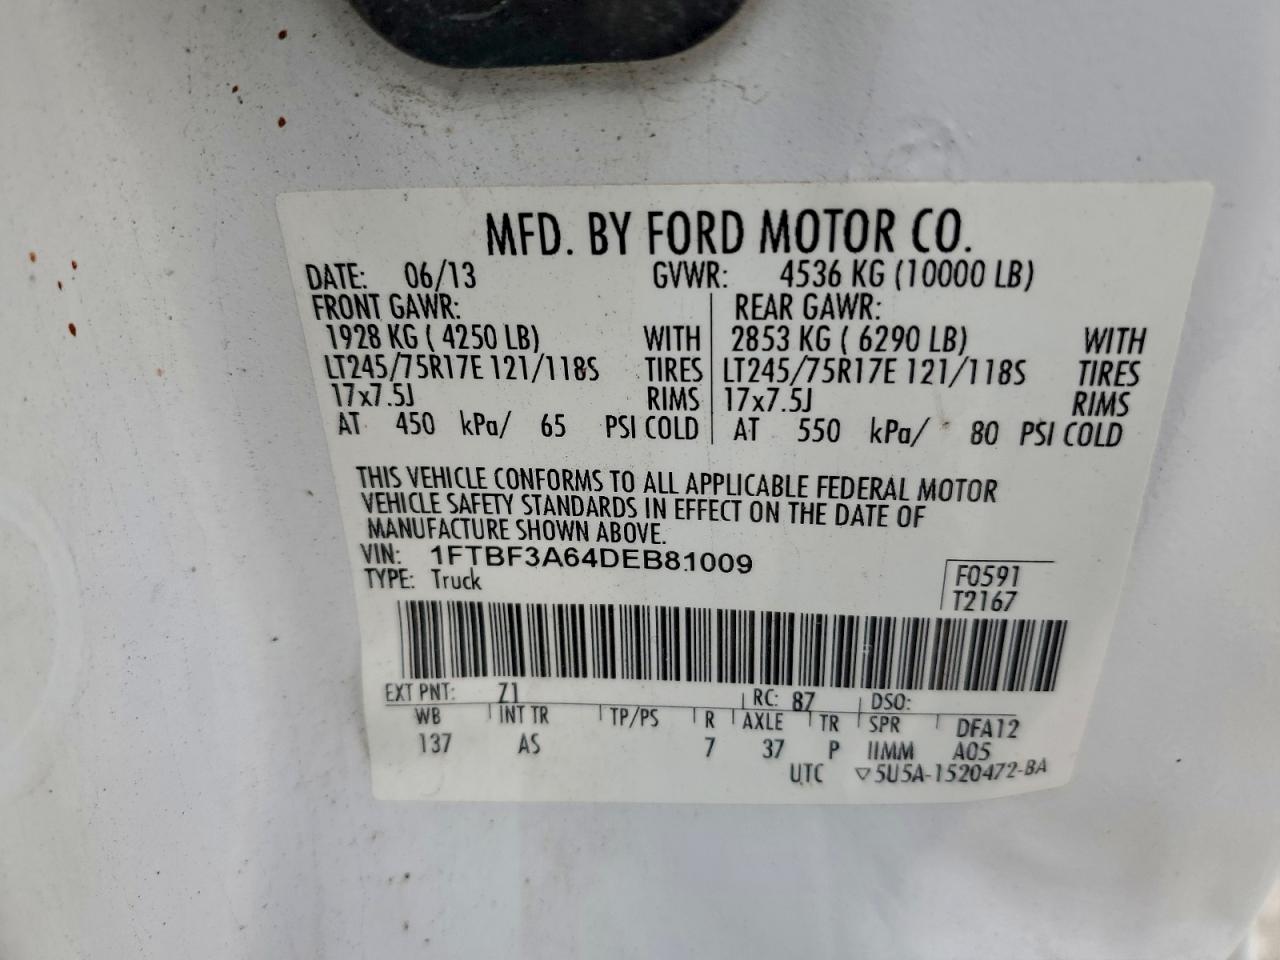 MFD. BY FORD MOTOR CO.
DATE: 06/13 GVWR: 4536 KG (10000 LB)
FRONT GAWR: REAR GAWR:
1928 KG ( 4250 LB) WITH 2853 KG ( 6290 LB) WITH
LT245/75R17E 121/118S TIRES LT245/75R17E 121/118S TIRES
17x7.5J RIMS 17x7.5J RIMS
AT 450 kPa/ 65 PSI COLD AT 550 kPa/ 80 PSI COLD
THIS VEHICLE CONFORMS TO ALL APPLICABLE FEDERAL MOTOR
VEHICLE SAFETY STANDARDS IN EFFECT ON THE DATE OF
MANUFACTURE SHOWN ABOVE.
VIN: 1FTBF3A64DEB81009
TYPE: Truck
F0591
T2167
EXT PNT: Z1 RC: 87 DSO:
WB INT TR TP/PS R AXLE TR SPR DFA12
137 AS 7 37 P IIMM A05
UTC ▽5U5A-1520472-BA